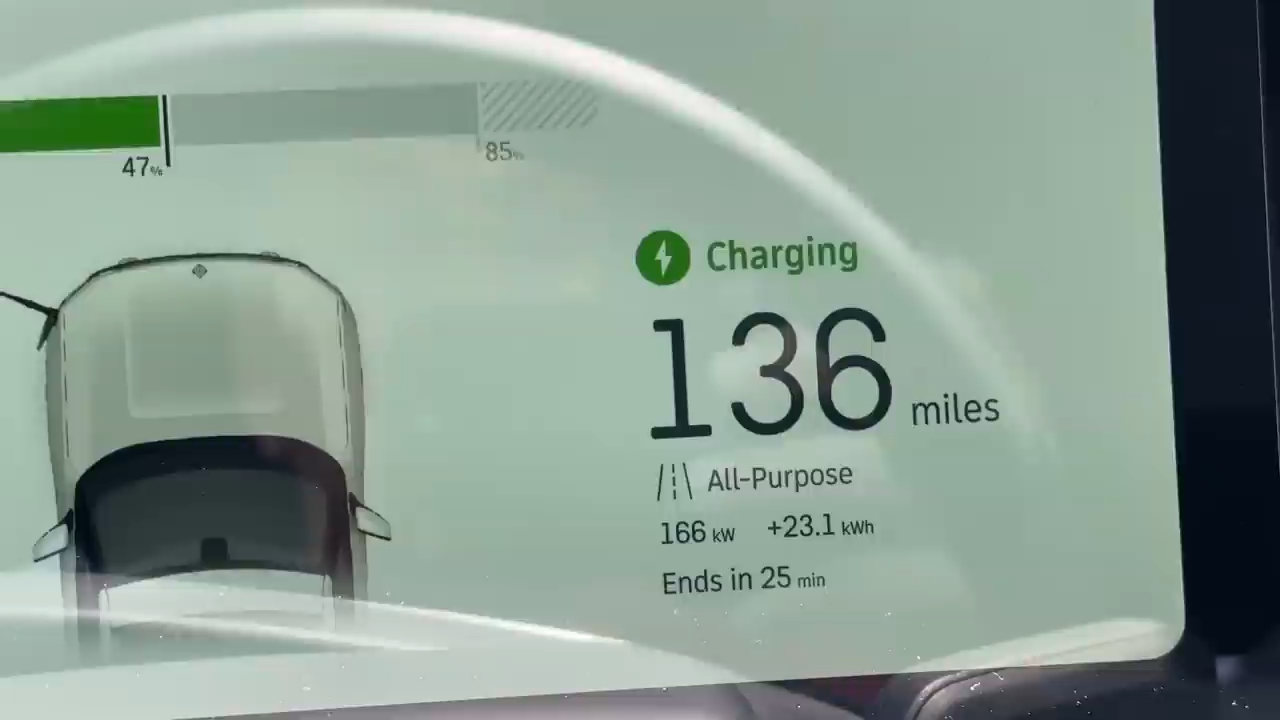 47%
85%
Charging
136 miles
All-Purpose
166 kW +23.1 kWh
Ends in 25 min